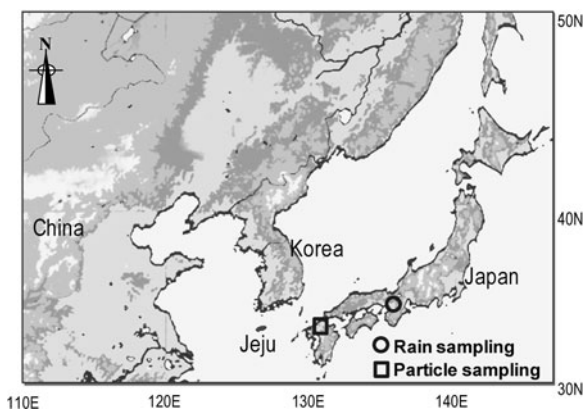 N
50N
China
Korea
40N
Japan
Jeju
Rain sampling
Particle sampling
30N
110E
120E
130E
140E